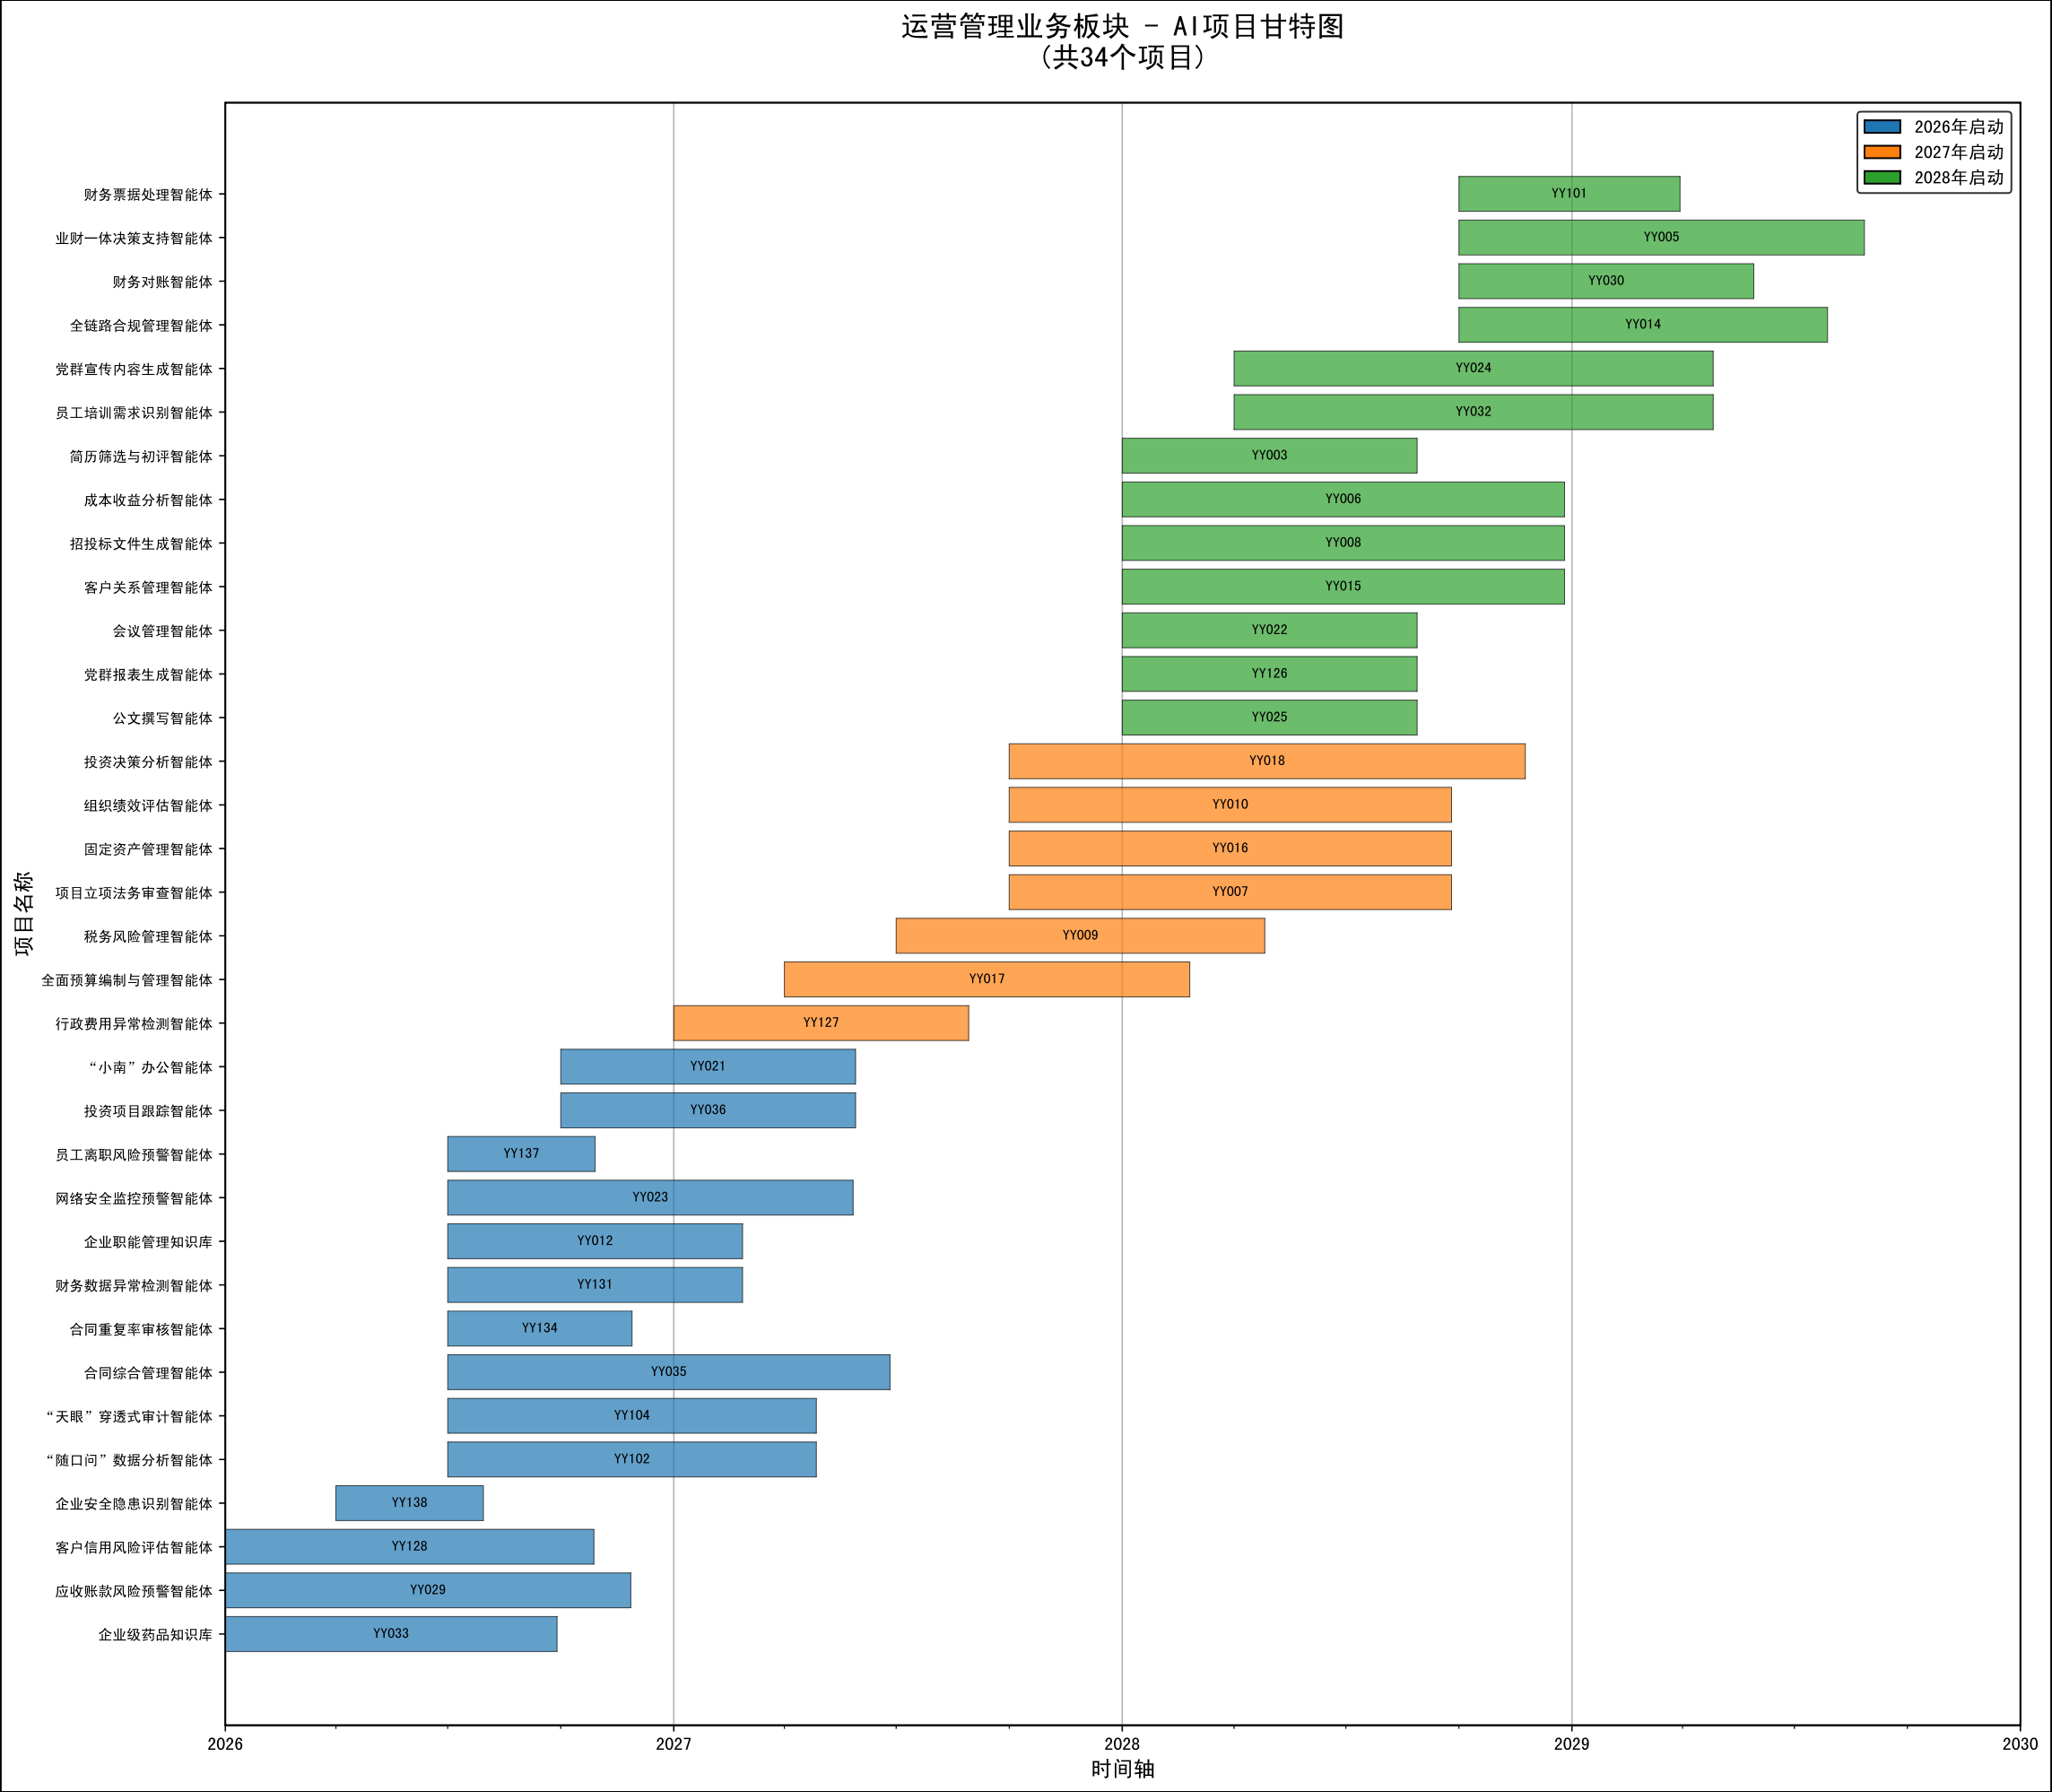 运营管理业务板块 - AI项目甘特图
(共34个项目)
2026年启动
2027年启动
2028年启动
项目名称
财务票据处理智能体 YY101
业财一体决策支持智能体 YY005
财务对账智能体 YY030
全链路合规管理智能体 YY014
党群宣传内容生成智能体 YY024
员工培训需求识别智能体 YY032
简历筛选与初评智能体 YY003
成本收益分析智能体 YY006
招投标文件生成智能体 YY008
客户关系管理智能体 YY015
会议管理智能体 YY022
党群报表生成智能体 YY126
公文撰写智能体 YY025
投资决策分析智能体 YY018
组织绩效评估智能体 YY010
固定资产管理智能体 YY016
项目立项法务审查智能体 YY007
税务风险管理智能体 YY009
全面预算编制与管理智能体 YY017
行政费用异常检测智能体 YY127
“小南”办公智能体 YY021
投资项目跟踪智能体 YY036
员工离职风险预警智能体 YY137
网络安全监控预警智能体 YY023
企业职能管理知识库 YY012
财务数据异常检测智能体 YY131
合同重复率审核智能体 YY134
合同综合管理智能体 YY035
“天眼”穿透式审计智能体 YY104
“随口问”数据分析智能体 YY102
企业安全隐患识别智能体 YY138
客户信用风险评估智能体 YY128
应收账款风险预警智能体 YY029
企业级药品知识库 YY033
2026 2027 2028 2029 2030
时间轴